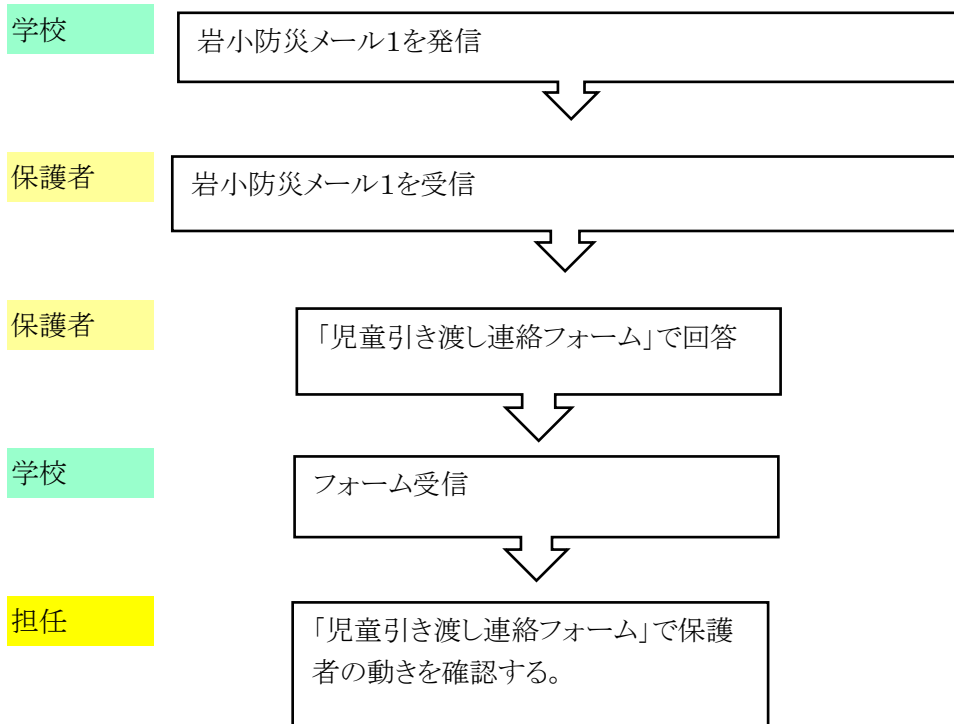 学校
岩小防災メール1を発信
保護者
岩小防災メール1を受信
保護者
「児童引き渡し連絡フォーム」で回答
学校
フォーム受信
担任
「児童引き渡し連絡フォーム」で保護
者の動きを確認する。